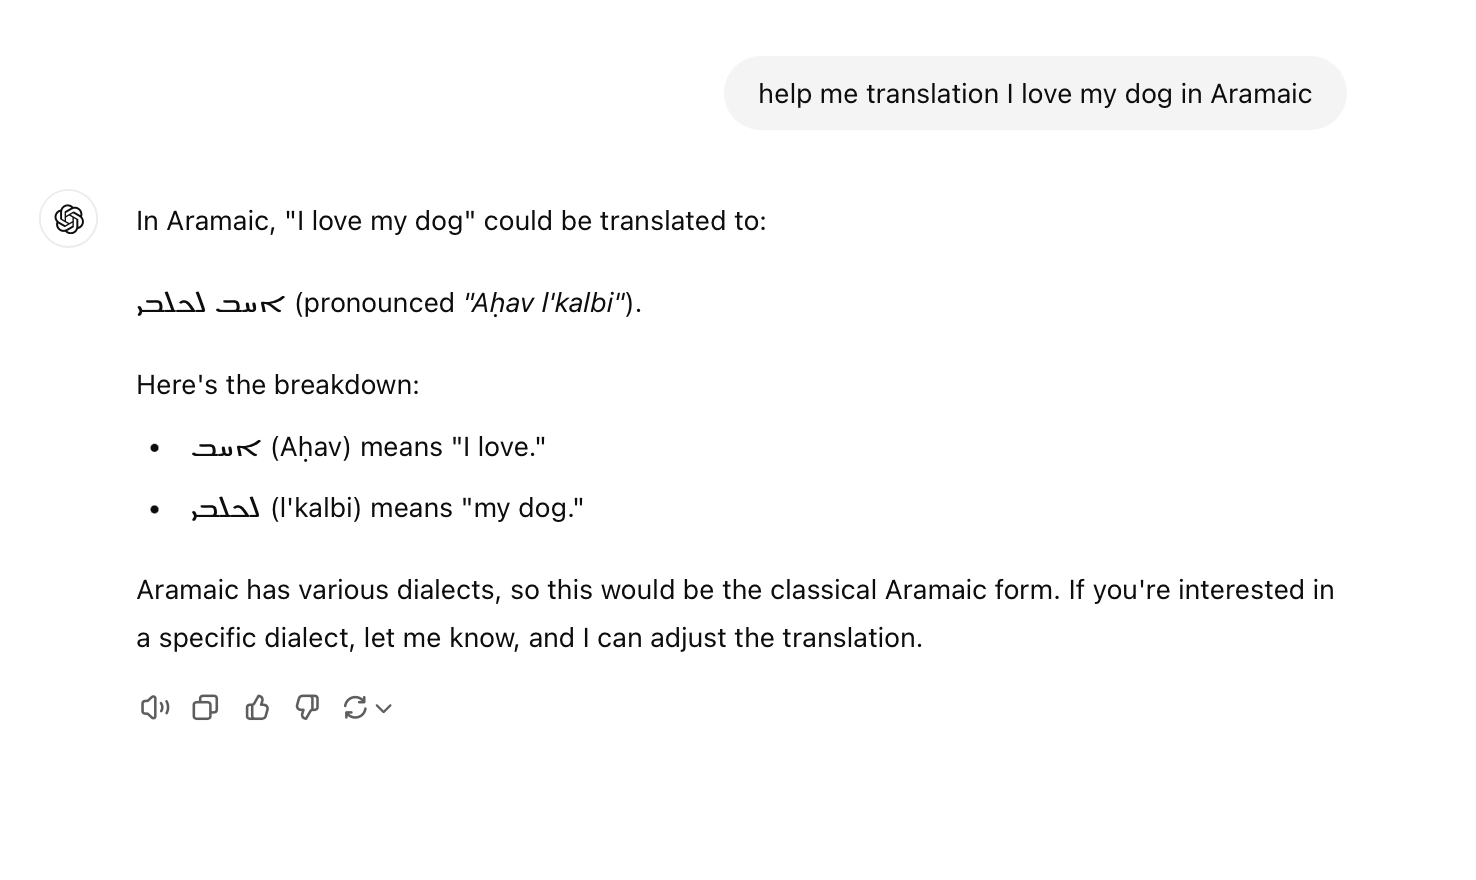 help me translation I love my dog in Aramaic
In Aramaic, "I love my dog" could be translated to:
ܐܚܒ ܠܟܠܒܝ (pronounced "Aḥav l'kalbi").
Here's the breakdown:
• ܐܚܒ (Aḥav) means "I love."
• ܠܟܠܒܝ (l'kalbi) means "my dog."
Aramaic has various dialects, so this would be the classical Aramaic form. If you're interested in
a specific dialect, let me know, and I can adjust the translation.